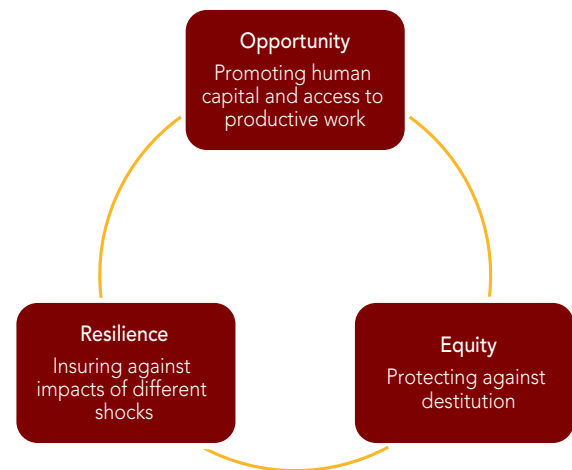 Opportunity
Promoting human
capital and access to
productive work
Resilience
Insuring against
impacts of different
shocks
Equity
Protecting against
destitution